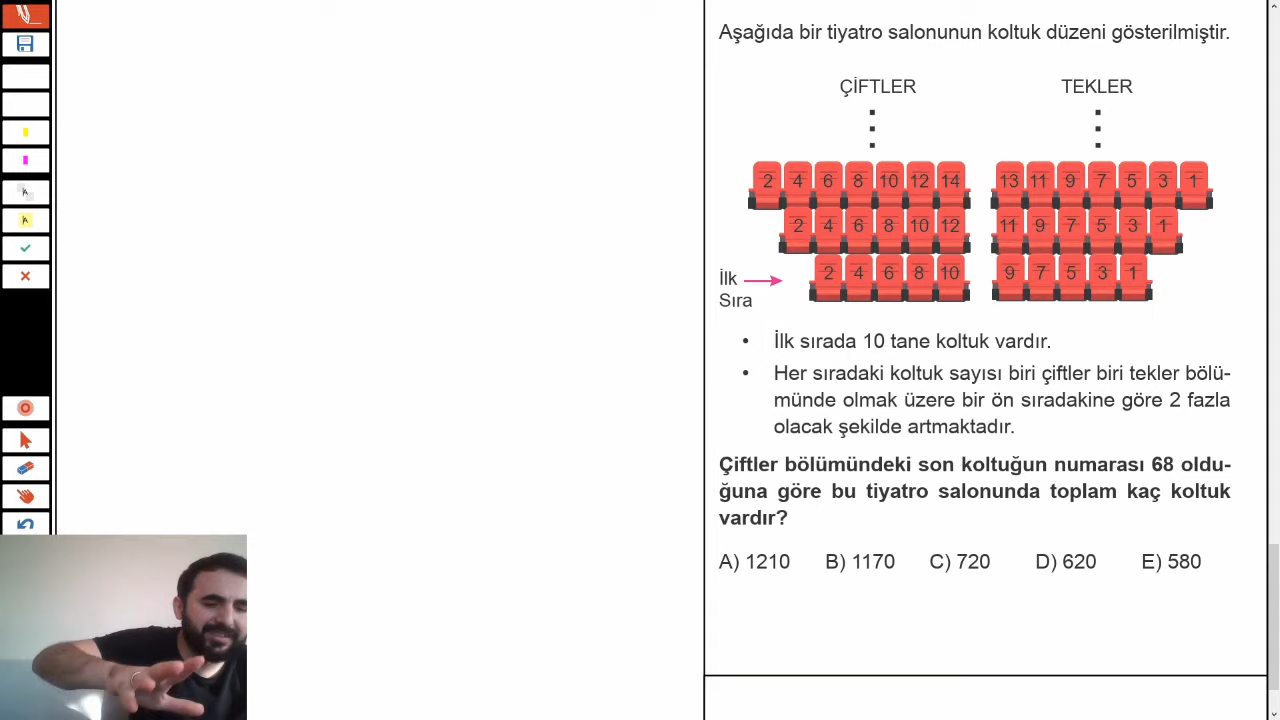 Aşağıda bir tiyatro salonunun koltuk düzeni gösterilmiştir.
ÇİFTLER TEKLER
2 4 6 8 10 12 14 13 11 9 7 5 3 1
2 4 6 8 10 12 11 9 7 5 3 1
2 4 6 8 10 9 7 5 3 1
İlk
Sıra
• İlk sırada 10 tane koltuk vardır.
• Her sıradaki koltuk sayısı biri çiftler biri tekler bölü-
münde olmak üzere bir ön sıradakine göre 2 fazla
olacak şekilde artmaktadır.
Çiftler bölümündeki son koltuğun numarası 68 oldu-
ğuna göre bu tiyatro salonunda toplam kaç koltuk
vardır?
A) 1210 B) 1170 C) 720 D) 620 E) 580